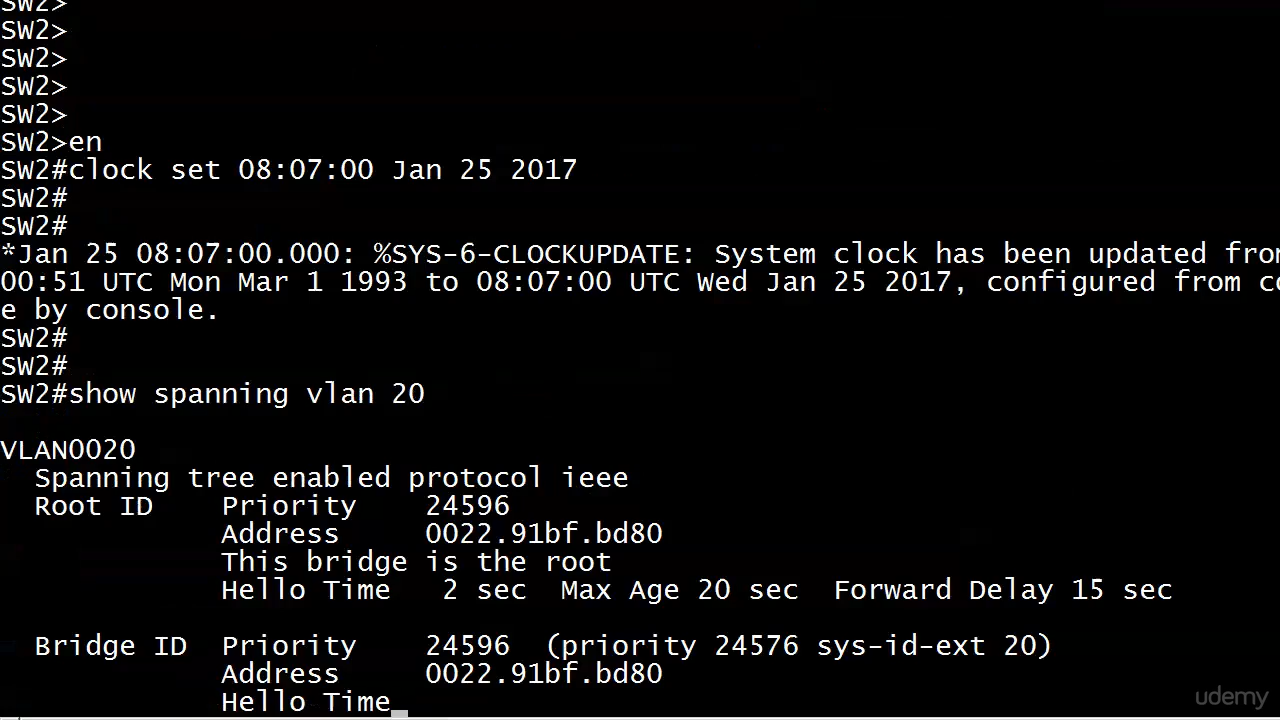 SW2>
SW2>
SW2>
SW2>
SW2>
SW2>en
SW2#clock set 08:07:00 Jan 25 2017
SW2#
SW2#
*Jan 25 08:07:00.000: %SYS-6-CLOCKUPDATE: System clock has been updated from
00:51 UTC Mon Mar 1 1993 to 08:07:00 UTC Wed Jan 25 2017, configured from co
e by console.
SW2#
SW2#
SW2#show spanning vlan 20
VLAN0020
Spanning tree enabled protocol ieee
Root ID Priority 24596
Address 0022.91bf.bd80
This bridge is the root
Hello Time 2 sec Max Age 20 sec Forward Delay 15 sec
Bridge ID Priority 24596 (priority 24576 sys-id-ext 20)
Address 0022.91bf.bd80
Hello Time
udemy